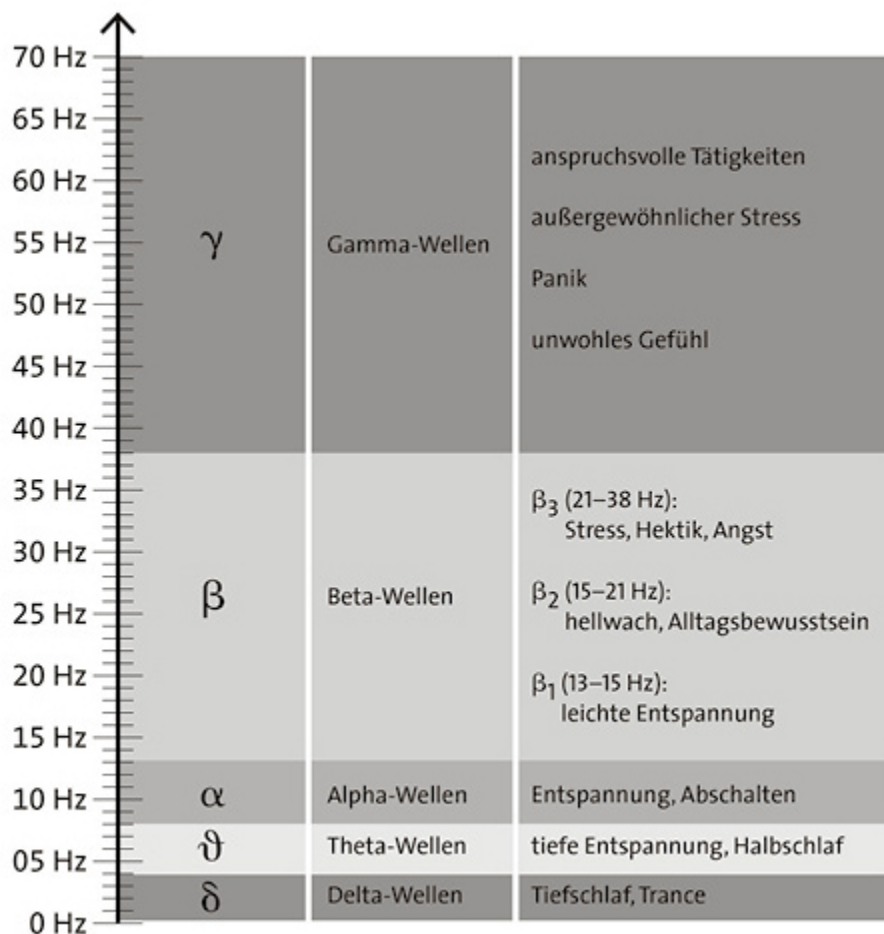 70 Hz
65 Hz
60 Hz
55 Hz
50 Hz
45 Hz
40 Hz
35 Hz
30 Hz
25 Hz
20 Hz
15 Hz
10 Hz
05 Hz
0 Hz
γ
Gamma-Wellen
anspruchsvolle Tätigkeiten
außergewöhnlicher Stress
Panik
unwohles Gefühl
β
Beta-Wellen
β3 (21–38 Hz):
Stress, Hektik, Angst
β2 (15–21 Hz):
hellwach, Alltagsbewusstsein
β1 (13–15 Hz):
leichte Entspannung
α
Alpha-Wellen
Entspannung, Abschalten
ϑ
Theta-Wellen
tiefe Entspannung, Halbschlaf
δ
Delta-Wellen
Tiefschlaf, Trance